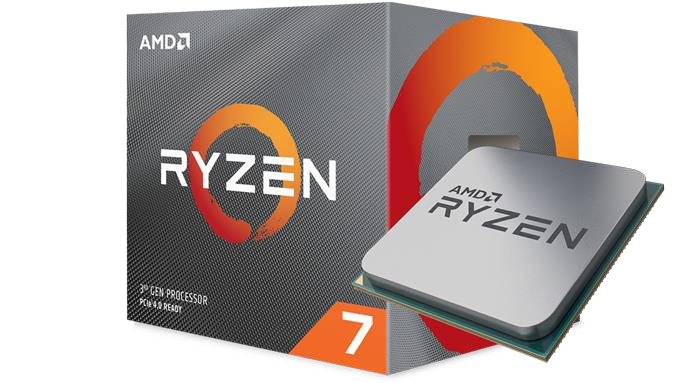 AMD
RYZEN
3RD GEN PROCESSOR
PCIe 4.0 READY
7
AMD
RYZEN